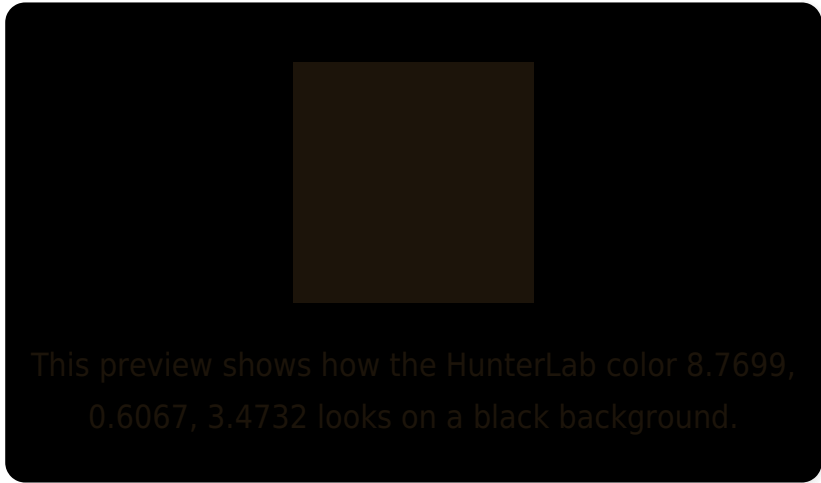 This preview shows how the HunterLab color 8.7699,
0.6067, 3.4732 looks on a black background.